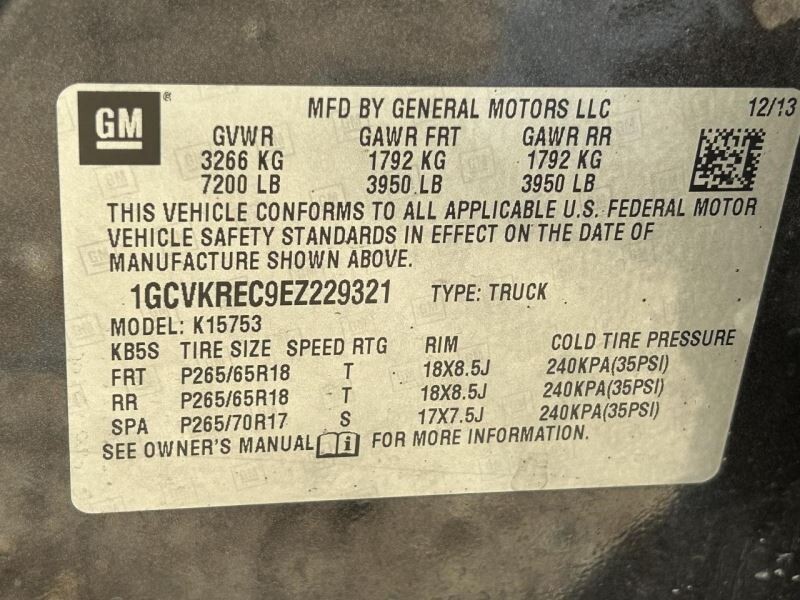 GM ® MFD BY GENERAL MOTORS LLC 12/13
GVWR GAWR FRT GAWR RR
3266 KG 1792 KG 1792 KG
7200 LB 3950 LB 3950 LB
THIS VEHICLE CONFORMS TO ALL APPLICABLE U.S. FEDERAL MOTOR
VEHICLE SAFETY STANDARDS IN EFFECT ON THE DATE OF
MANUFACTURE SHOWN ABOVE.
1GCVKREC9EZ229321 TYPE: TRUCK
MODEL: K15753
KB5S TIRE SIZE SPEED RTG RIM COLD TIRE PRESSURE
FRT P265/65R18 T 18X8.5J 240KPA(35PSI)
RR P265/65R18 T 18X8.5J 240KPA(35PSI)
SPA P265/70R17 S 17X7.5J 240KPA(35PSI)
SEE OWNER'S MANUAL FOR MORE INFORMATION.